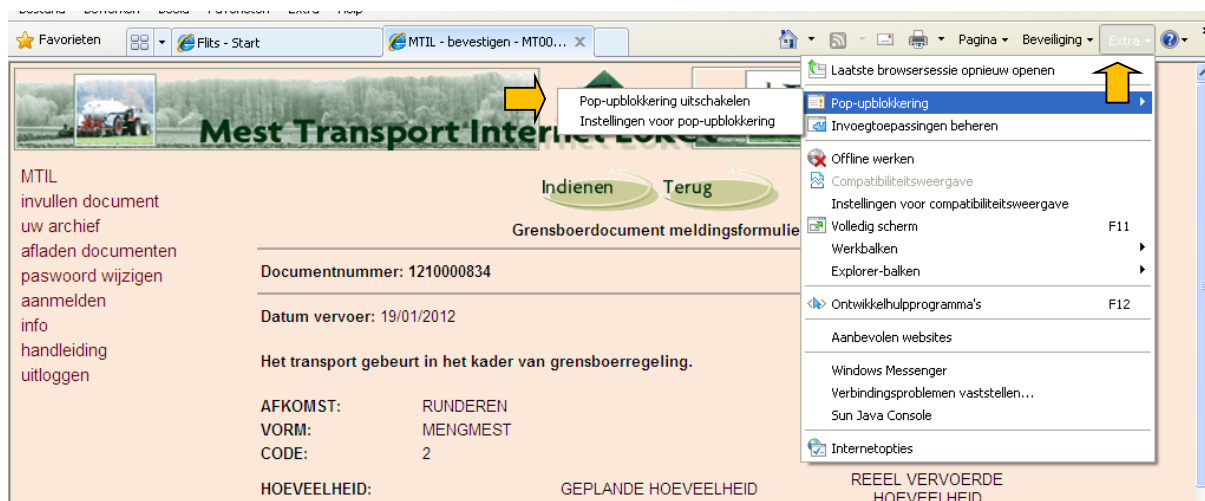 Favorieten
Flits - Start
MTIL - bevestigen - MT00...
Pagina
Beveiliging
Extra
Laatste browsersessie opnieuw openen
Pop-upblokkering
Invoegtoepassingen beheren
Offline werken
Compatibiliteitsweergave
Instellingen voor compatibiliteitsweergave
Volledig scherm F11
Werkbalken
Explorer-balken
Ontwikkelhulpprogramma's F12
Aanbevolen websites
Windows Messenger
Verbindingsproblemen vaststellen...
Sun Java Console
Internetopties
Pop-upblokkering uitschakelen
Instellingen voor pop-upblokkering
Mest Transport Internet Loket
MTIL
invullen document
uw archief
afladen documenten
paswoord wijzigen
aanmelden
info
handleiding
uitloggen
Indienen Terug
Grensboerdocument meldingsformulie
Documentnummer: 1210000834
Datum vervoer: 19/01/2012
Het transport gebeurt in het kader van grensboerregeling.
AFKOMST: RUNDEREN
VORM: MENGMEST
CODE: 2
HOEVEELHEID: GEPLANDE HOEVEELHEID REEEL VERVOERDE
HOEVEELHEID